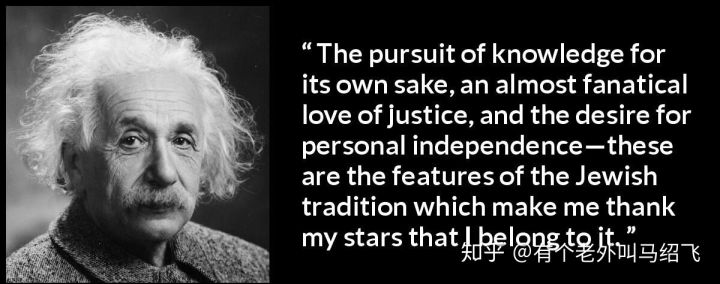 “ The pursuit of knowledge for
its own sake, an almost fanatical
love of justice, and the desire for
personal independence—these
are the features of the Jewish
tradition which make me thank
my stars that I belong to it. ”
知乎 @有个老外叫马绍飞